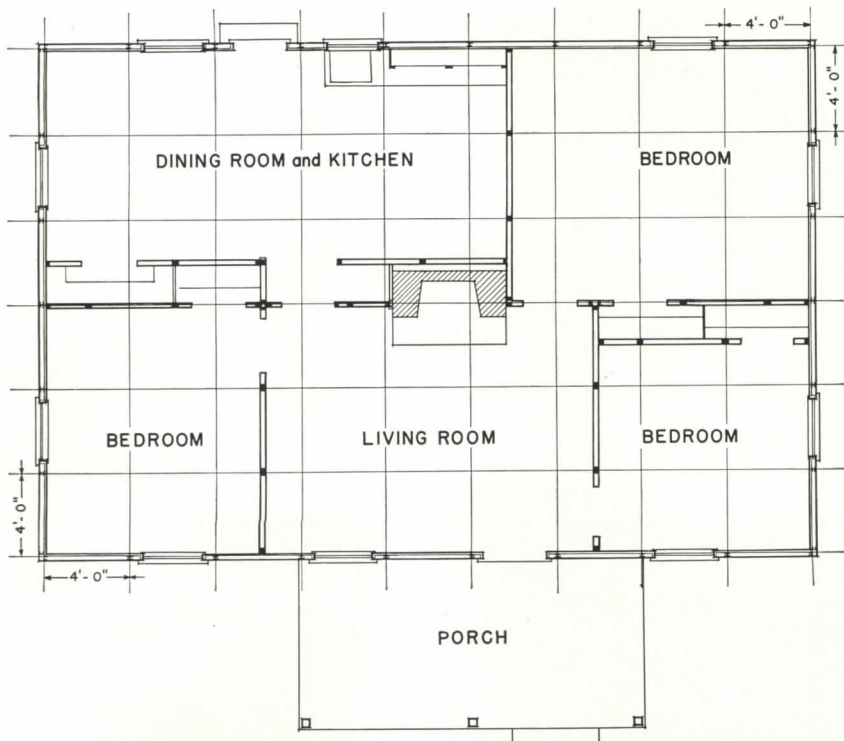 4'-0"
4'-0"
DINING ROOM and KITCHEN
BEDROOM
BEDROOM
LIVING ROOM
BEDROOM
4'-0"
4'-0"
PORCH